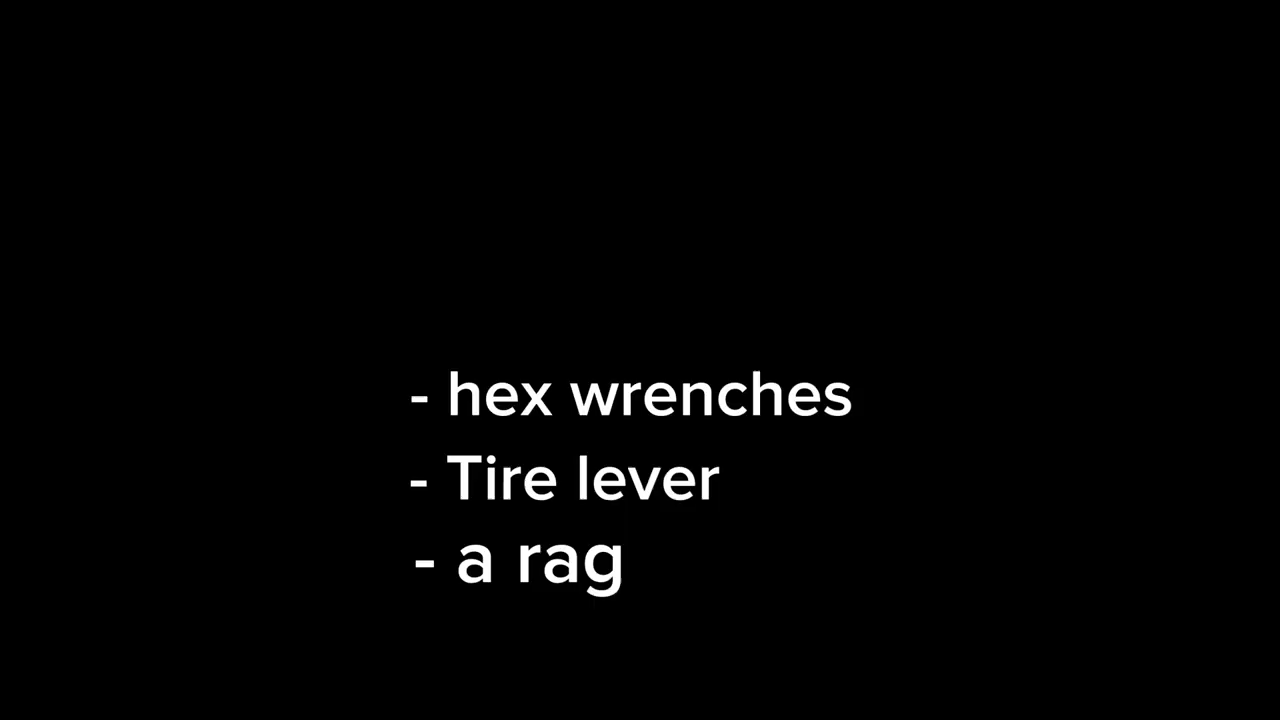 - hex wrenches
- Tire lever
- a rag